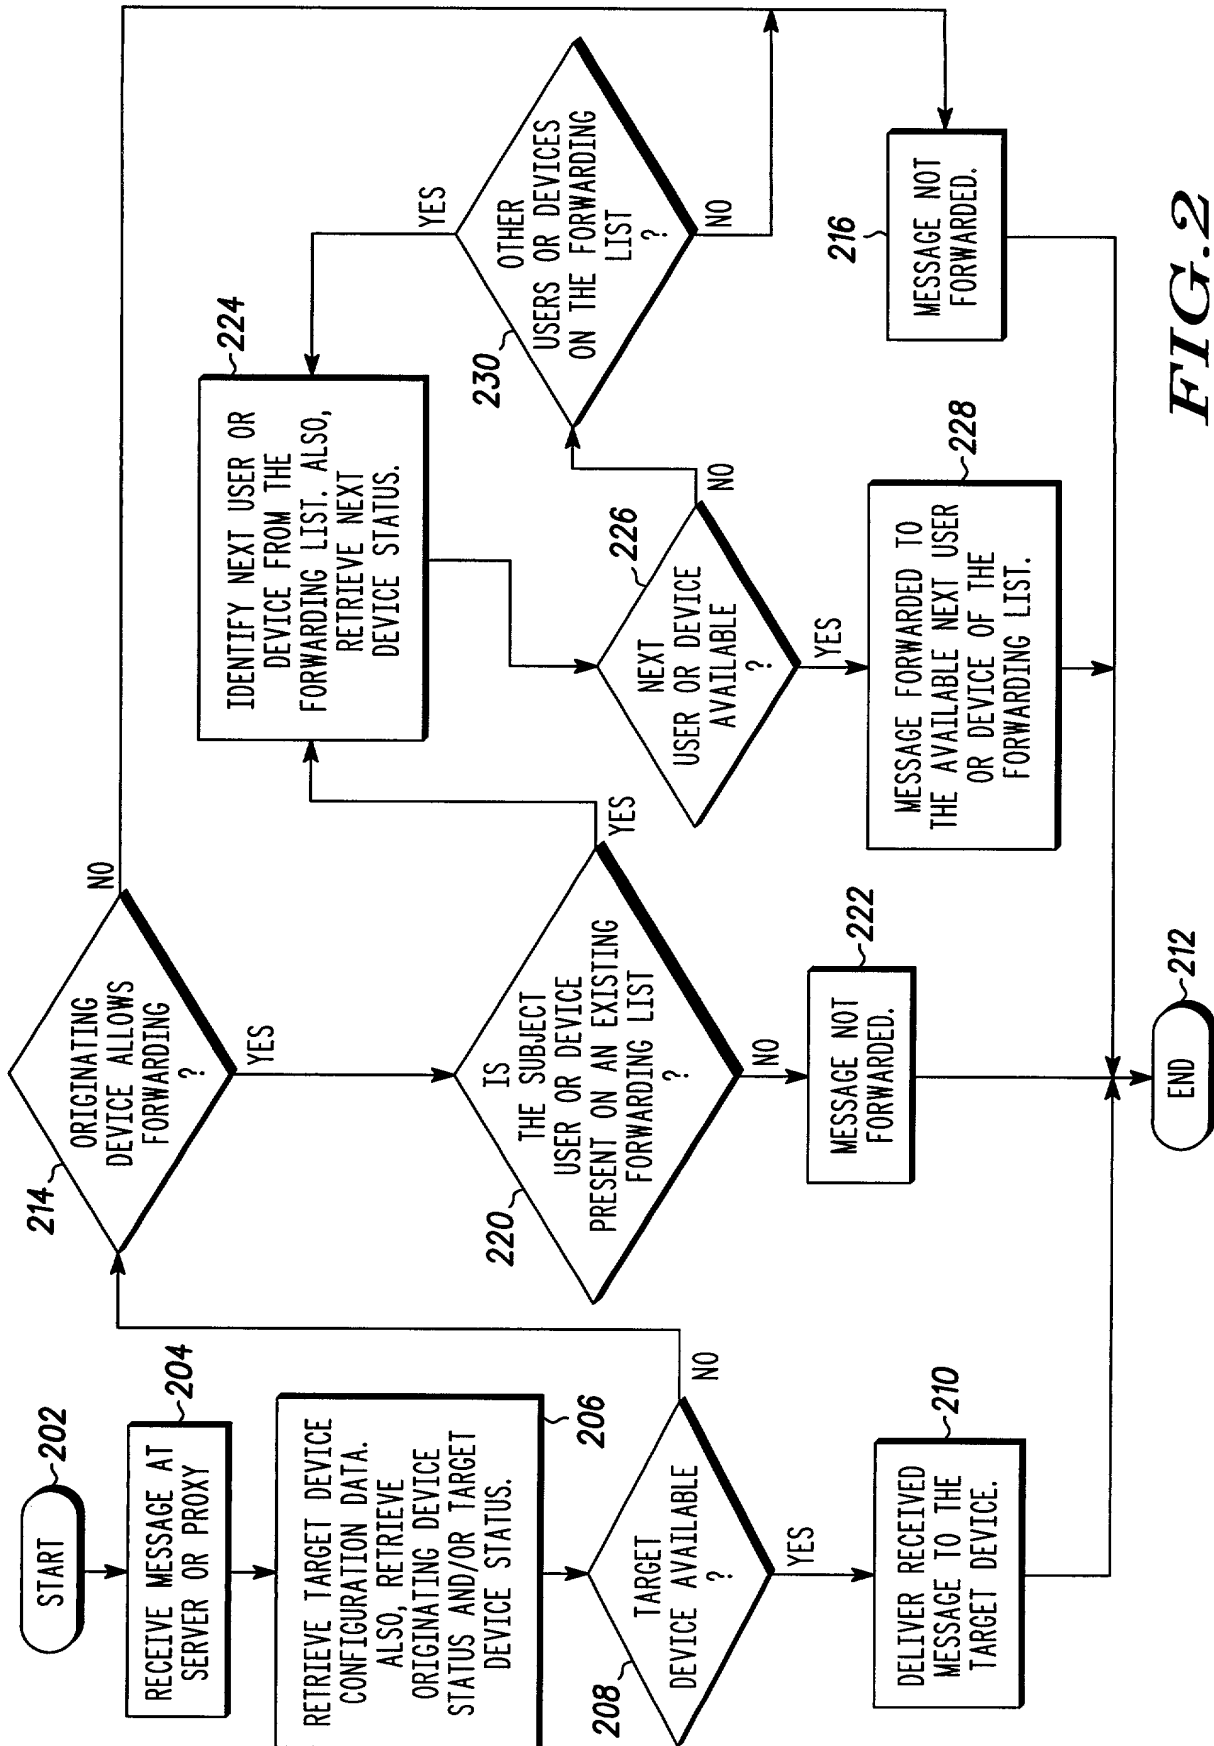 START
202
RECEIVE MESSAGE AT
SERVER OR PROXY
204
RETRIEVE TARGET DEVICE
CONFIGURATION DATA.
ALSO, RETRIEVE
ORIGINATING DEVICE
STATUS AND/OR TARGET
DEVICE STATUS.
206
TARGET
DEVICE AVAILABLE
?
208
NO
YES
DELIVER RECEIVED
MESSAGE TO THE
TARGET DEVICE.
210
ORIGINATING
DEVICE ALLOWS
FORWARDING
?
214
NO
YES
IS
THE SUBJECT
USER OR DEVICE
PRESENT ON AN EXISTING
FORWARDING LIST
?
220
YES
NO
MESSAGE NOT
FORWARDED.
222
END
212
IDENTIFY NEXT USER OR
DEVICE FROM THE
FORWARDING LIST. ALSO,
RETRIEVE NEXT
DEVICE STATUS.
224
NEXT
USER OR DEVICE
AVAILABLE
?
226
NO
YES
MESSAGE FORWARDED TO
THE AVAILABLE NEXT USER
OR DEVICE OF THE
FORWARDING LIST.
228
OTHER
USERS OR DEVICES
ON THE FORWARDING
LIST
?
230
YES
NO
MESSAGE NOT
FORWARDED.
216
FIG.2